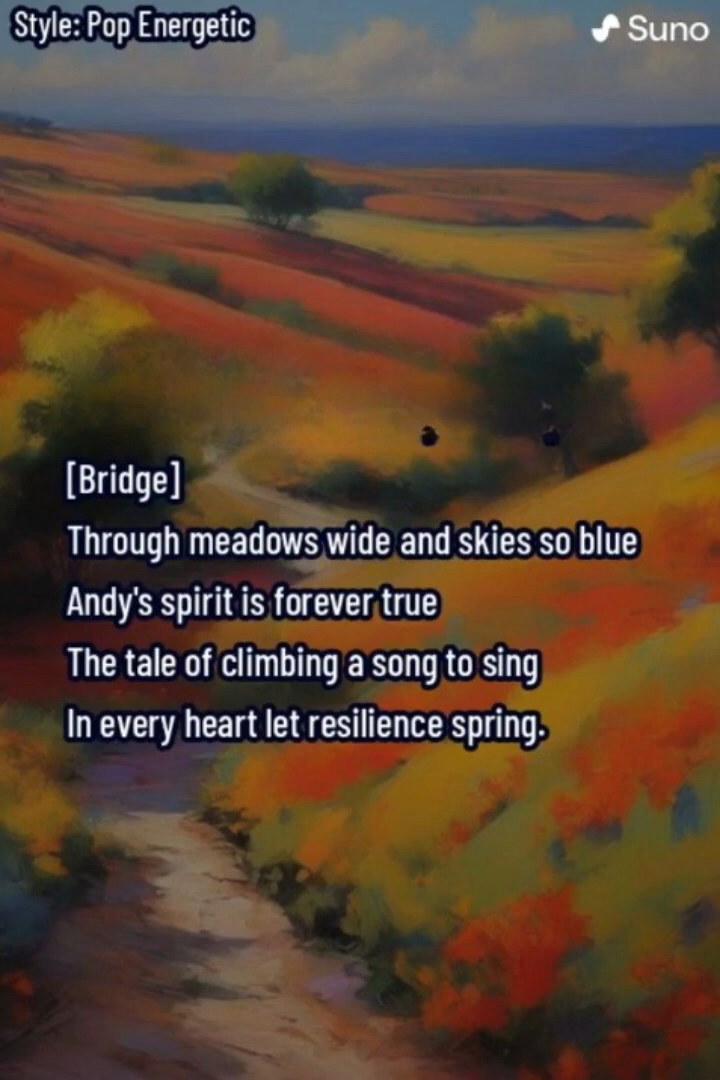 Style: Pop Energetic
Suno
[Bridge]
Through meadows wide and skies so blue
Andy's spirit is forever true
The tale of climbing a song to sing
In every heart let resilience spring.